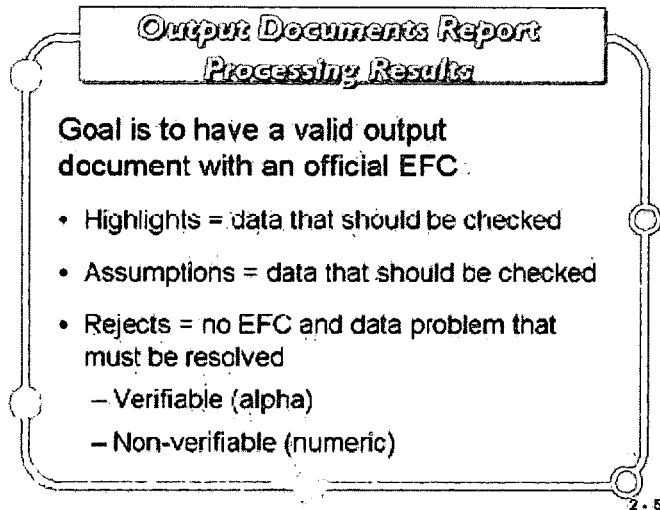 Output Documents Report
Processing Results
Goal is to have a valid output
document with an official EFC
• Highlights = data that should be checked
• Assumptions = data that should be checked
• Rejects = no EFC and data problem that
must be resolved
– Verifiable (alpha)
– Non-verifiable (numeric)
2 - 5